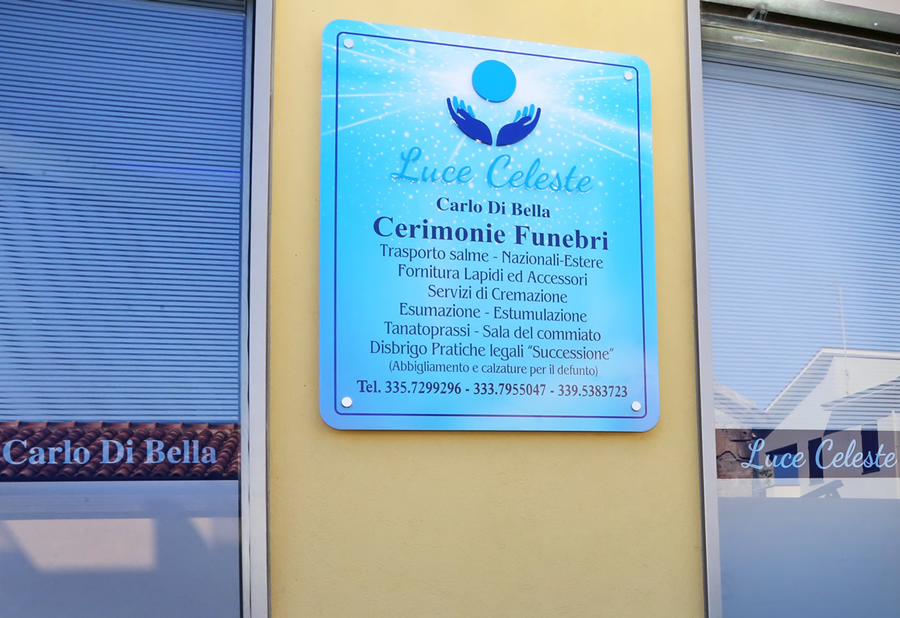 Luce Celeste
Carlo Di Bella
Cerimonie Funebri
Trasporto salme - Nazionali-Estere
Fornitura Lapidi ed Accessori
Servizi di Cremazione
Esumazione - Estumulazione
Tanatoprassi - Sala del commiato
Disbrigo Pratiche legali "Successione"
(Abbigliamento e calzature per il defunto)
Tel. 335.7299296 - 333.7955047 - 339.5383723
Carlo Di Bella
Luce Celeste